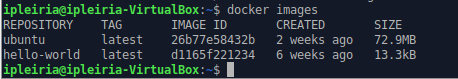 ipleiria@ipleiria-VirtualBox:~$ docker images
REPOSITORY TAG IMAGE ID CREATED SIZE
ubuntu latest 26b77e58432b 2 weeks ago 72.9MB
hello-world latest d1165f221234 6 weeks ago 13.3kB
ipleiria@ipleiria-VirtualBox:~$